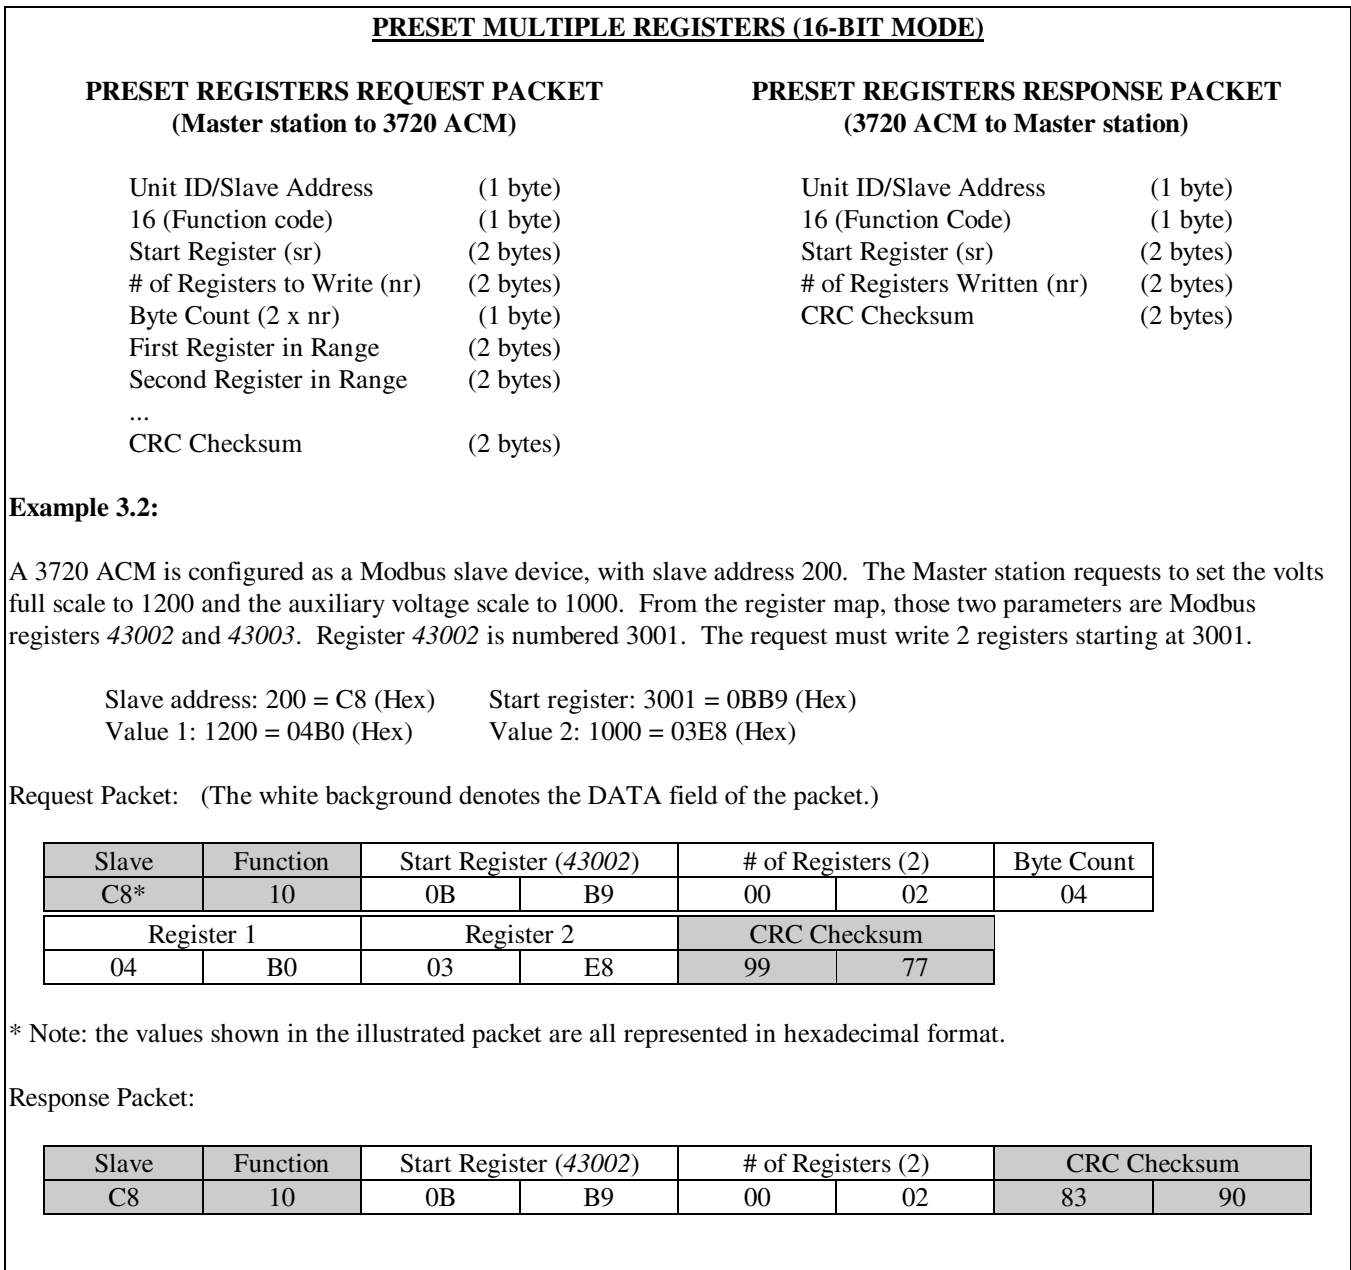 PRESET MULTIPLE REGISTERS (16-BIT MODE)
PRESET REGISTERS REQUEST PACKET
(Master station to 3720 ACM)
Unit ID/Slave Address (1 byte)
16 (Function code) (1 byte)
Start Register (sr) (2 bytes)
# of Registers to Write (nr) (2 bytes)
Byte Count (2 x nr) (1 byte)
First Register in Range (2 bytes)
Second Register in Range (2 bytes)
...
CRC Checksum (2 bytes)
PRESET REGISTERS RESPONSE PACKET
(3720 ACM to Master station)
Unit ID/Slave Address (1 byte)
16 (Function Code) (1 byte)
Start Register (sr) (2 bytes)
# of Registers Written (nr) (2 bytes)
CRC Checksum (2 bytes)
Example 3.2:
A 3720 ACM is configured as a Modbus slave device, with slave address 200. The Master station requests to set the volts
full scale to 1200 and the auxiliary voltage scale to 1000. From the register map, those two parameters are Modbus
registers 43002 and 43003. Register 43002 is numbered 3001. The request must write 2 registers starting at 3001.
Slave address: 200 = C8 (Hex) Start register: 3001 = 0BB9 (Hex)
Value 1: 1200 = 04B0 (Hex) Value 2: 1000 = 03E8 (Hex)
Request Packet: (The white background denotes the DATA field of the packet.)
Slave Function Start Register (43002) # of Registers (2) Byte Count
C8* 10 0B B9 00 02 04
Register 1 Register 2 CRC Checksum
04 B0 03 E8 99 77
* Note: the values shown in the illustrated packet are all represented in hexadecimal format.
Response Packet:
Slave Function Start Register (43002) # of Registers (2) CRC Checksum
C8 10 0B B9 00 02 83 90